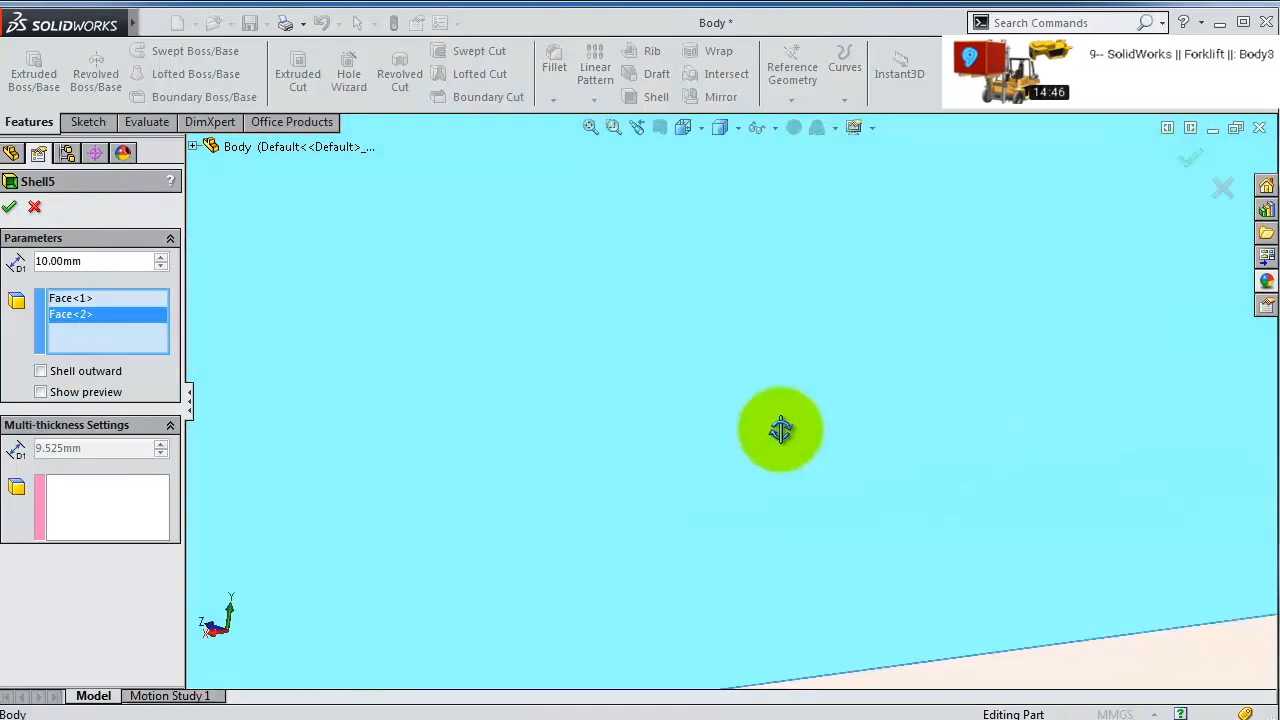 SOLIDWORKS
Body *
Search Commands
?
Extruded Boss/Base
Revolved Boss/Base
Swept Boss/Base
Lofted Boss/Base
Boundary Boss/Base
Extruded Cut
Hole Wizard
Revolved Cut
Swept Cut
Lofted Cut
Boundary Cut
Fillet
Linear Pattern
Rib
Draft
Shell
Wrap
Intersect
Mirror
Reference Geometry
Curves
Instant3D
9
14:46
9-- SolidWorks || Forklift ||: Body3
Features
Sketch
Evaluate
DimXpert
Office Products
Body (Default<<Default>_...
Shell5
?
Parameters
D1
10.00mm
Face<1>
Face<2>
Shell outward
Show preview
Multi-thickness Settings
D1
9.525mm
Y
Z
X
Model
Motion Study 1
Body
Editing Part
MMGS
?